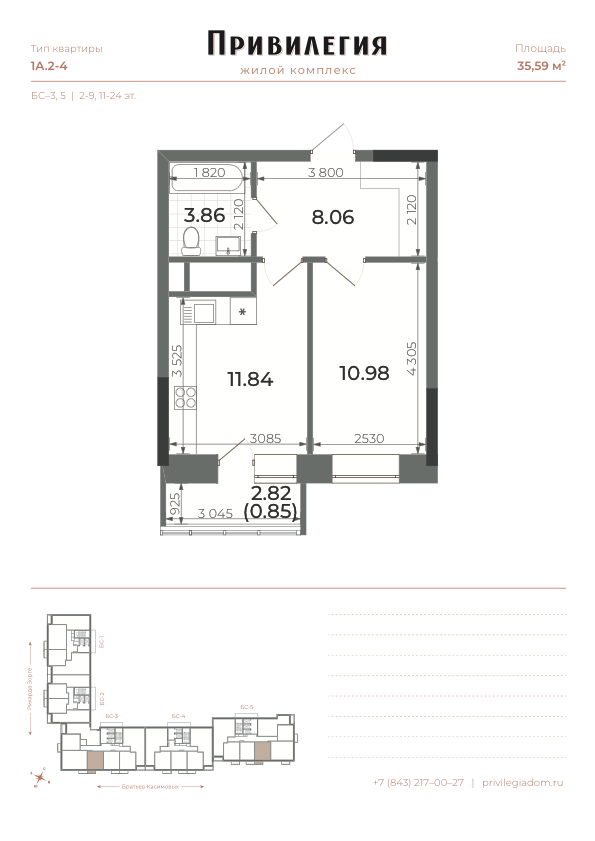 Тип квартиры
1А.2-4
Привилегия
жилой комплекс
Площадь
35,59 м²
БС–3, 5 | 2-9, 11-24 эт.
1 820
3 800
3.86
2 120
8.06
2 120
3 525
11.84
10.98
4 305
*
3085
2530
925
2.82
3 045
(0.85)
БС-1
Рихарда Зорге
БС-2
БС-3
БС-4
БС-5
Братьев Касимовых
+7 (843) 217–00–27 | privilegiadom.ru